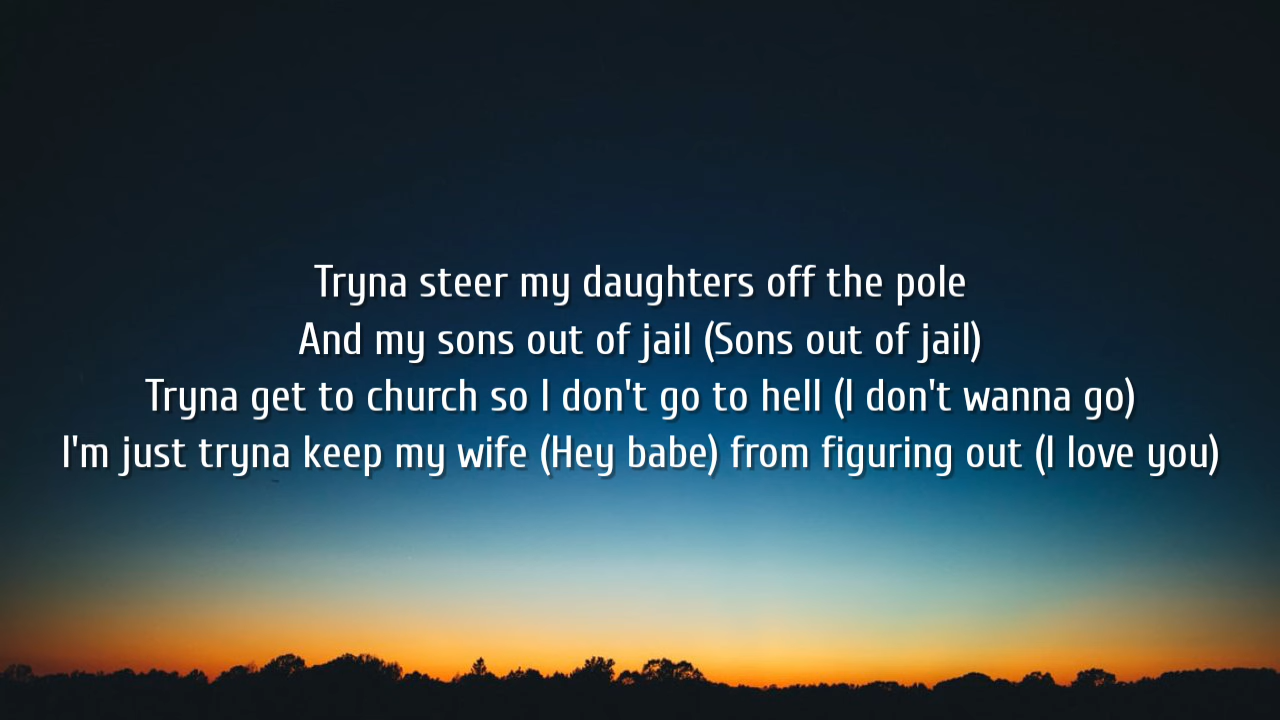 Tryna steer my daughters off the pole
And my sons out of jail (Sons out of jail)
Tryna get to church so I don't go to hell (I don't wanna go)
I'm just tryna keep my wife (Hey babe) from figuring out (I love you)